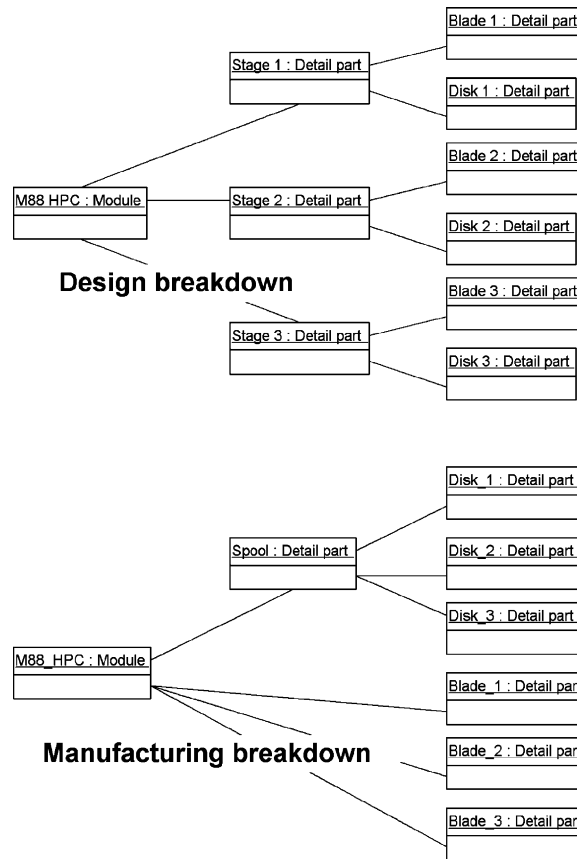 Blade 1 : Detail part
Stage 1 : Detail part
Disk 1 : Detail part
Blade 2 : Detail part
M88 HPC : Module
Stage 2 : Detail part
Disk 2 : Detail part
Design breakdown
Blade 3 : Detail part
Stage 3 : Detail part
Disk 3 : Detail part
Disk_1 : Detail part
Spool : Detail part
Disk_2 : Detail part
Disk_3 : Detail part
M88_HPC : Module
Blade_1 : Detail par
Manufacturing breakdown
Blade_2 : Detail par
Blade_3 : Detail par